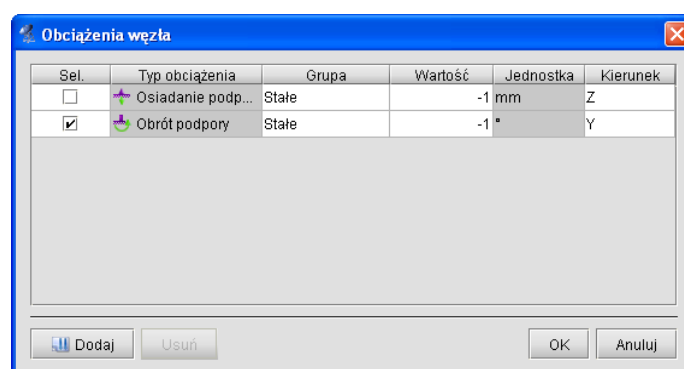 Obciążenia węzła
Sel. Typ obciążenia Grupa Wartość Jednostka Kierunek
Osiadanie podp... Stałe -1 mm Z
Obrót podpory Stałe -1 ° Y
Dodaj Usuń OK Anuluj